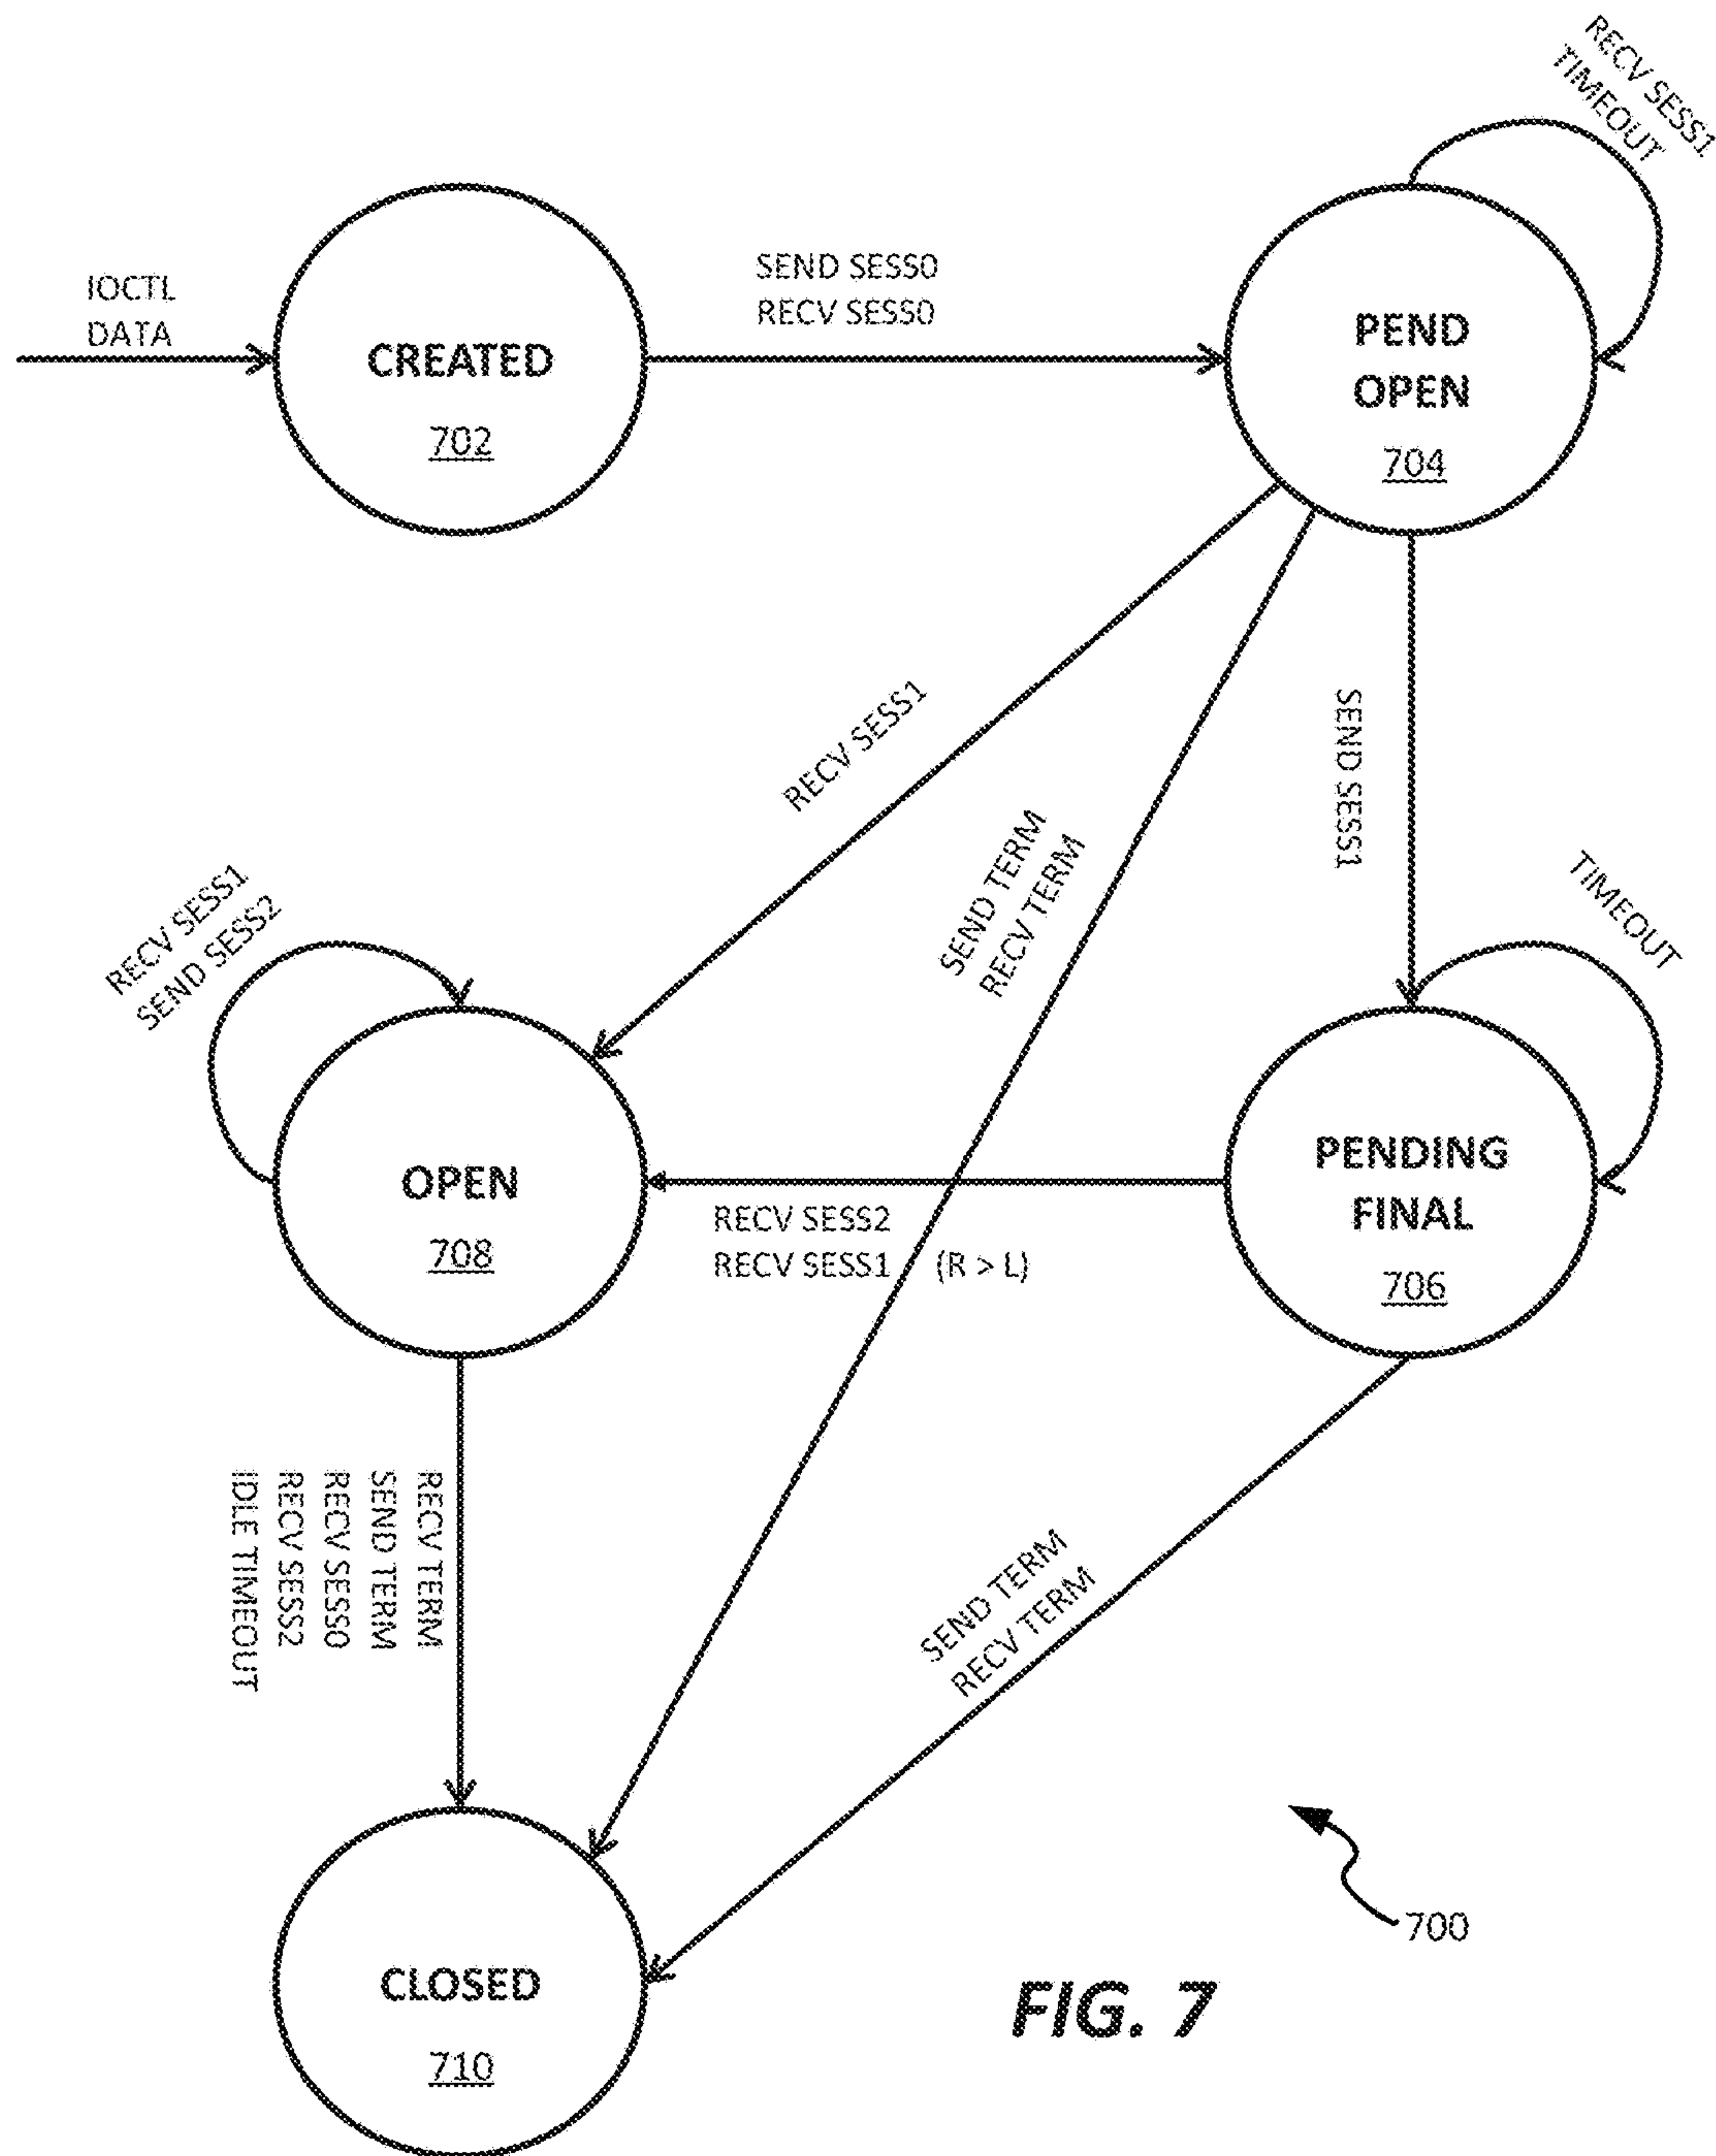 RECV SESS1
TIMEOUT
IOCTL
DATA
SEND SESS0
RECV SESS0
CREATED
702
PEND
OPEN
704
RECV SESS1
SEND SESS1
SEND TERM
RECV TERM
RECV SESS1
SEND SESS2
TIMEOUT
OPEN
708
RECV SESS2
RECV SESS1 (R > L)
PENDING
FINAL
706
RECV TERM
SEND TERM
RECV SESS0
RECV SESS2
IDLE TIMEOUT
SEND TERM
RECV TERM
CLOSED
710
700
FIG. 7